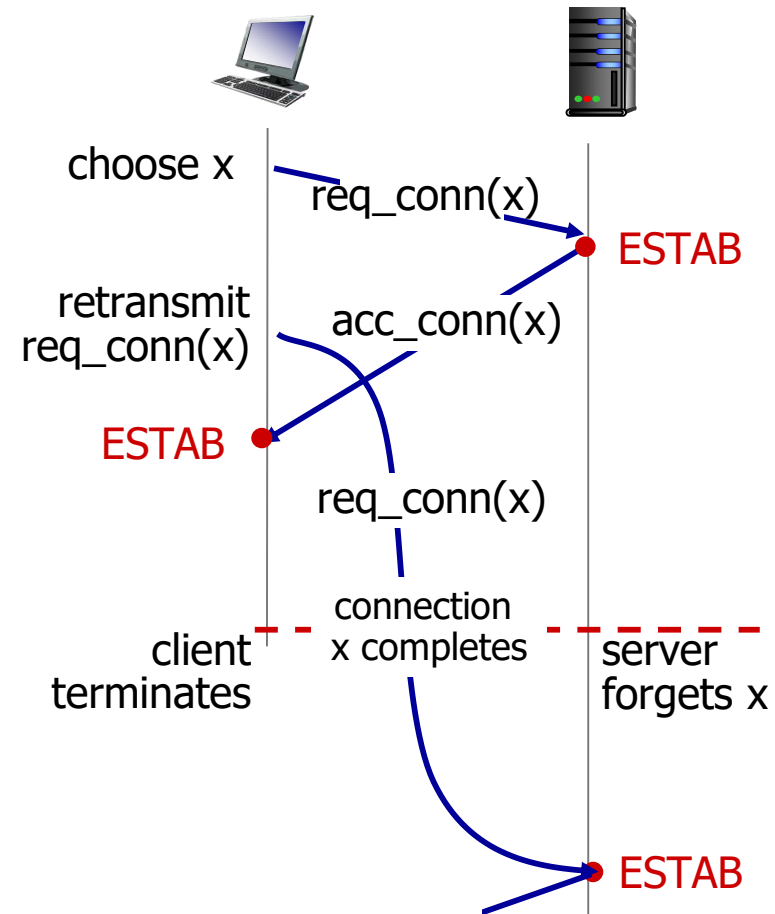 choose x
req_conn(x)
ESTAB
retransmit
req_conn(x)
acc_conn(x)
ESTAB
req_conn(x)
connection
x completes
client
terminates
server
forgets x
ESTAB